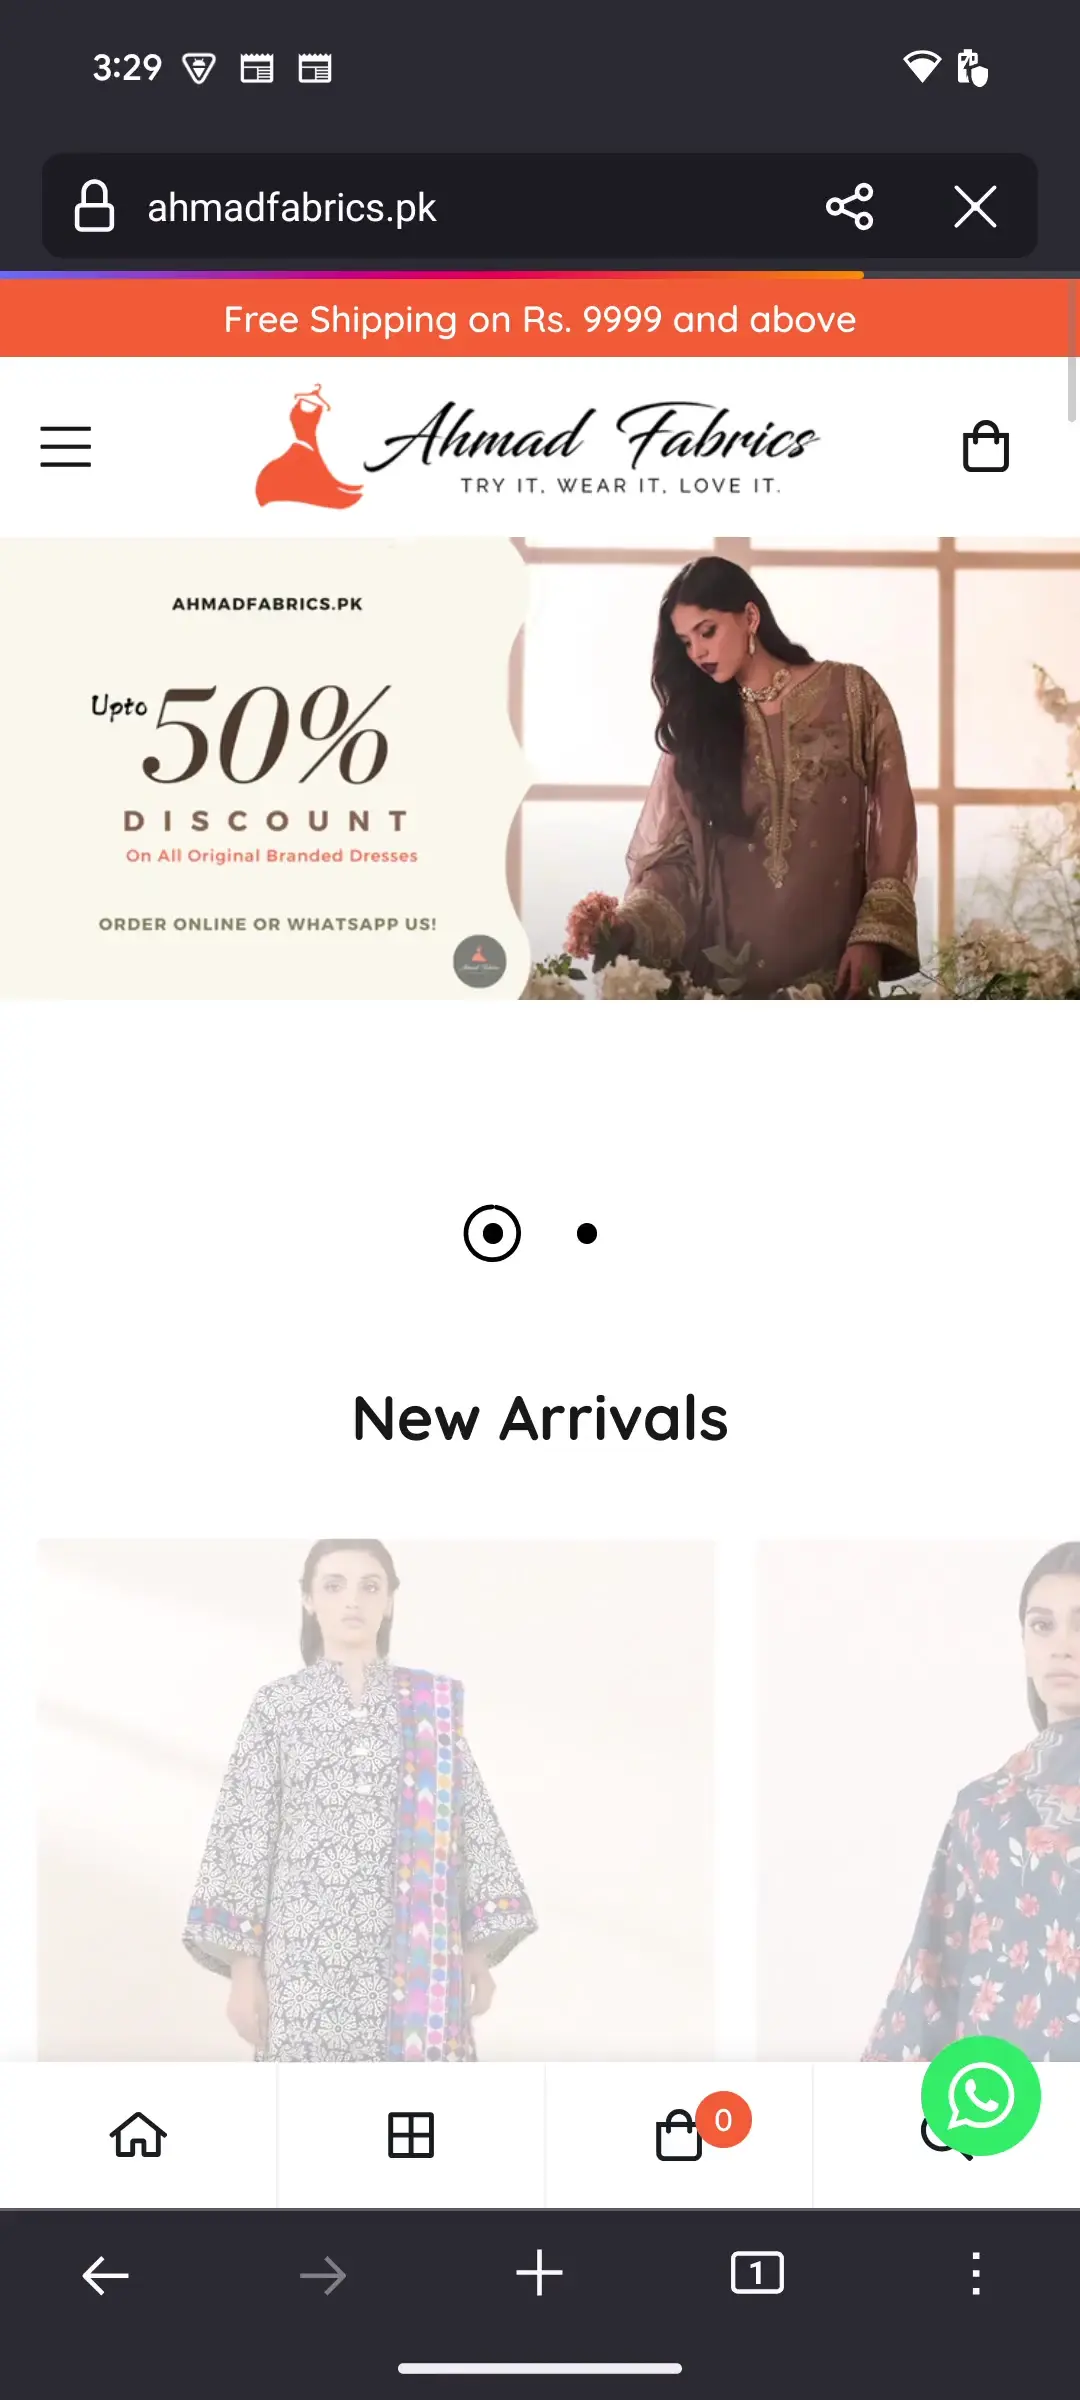 3:29
ahmadfabrics.pk
Free Shipping on Rs. 9999 and above
Ahmad Fabrics
TRY IT, WEAR IT, LOVE IT.
AHMADFABRICS.PK
Upto 50%
DISCOUNT
On All Original Branded Dresses
ORDER ONLINE OR WHATSAPP US!
New Arrivals
0
1